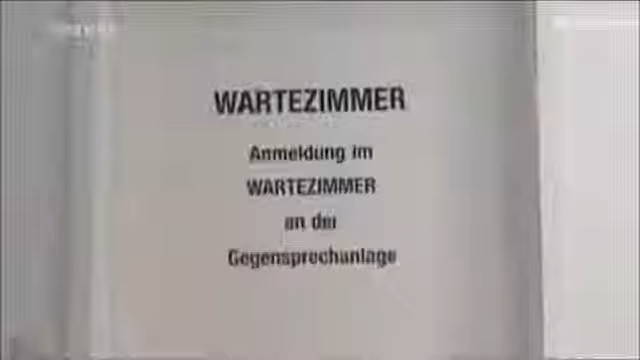 WARTEZIMMER
Anmeldung im
WARTEZIMMER
an der
Gegensprechanlage